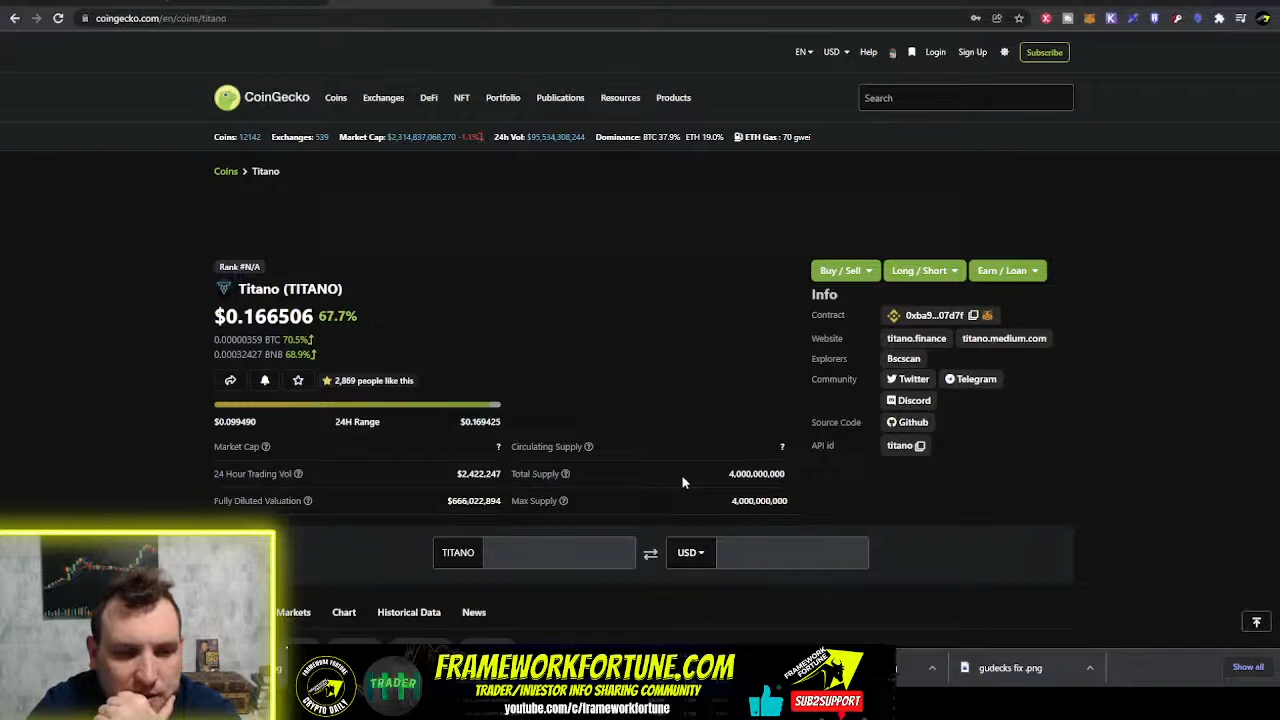 coingecko.com/en/coins/titano
EN USD Help Login Sign Up Subscribe
CoinGecko Coins Exchanges DeFi NFT Portfolio Publications Resources Products Search
Coins: 12142 Exchanges: 539 Market Cap: $2,314,837,068,270 -1.1% 24h Vol: $95,534,308,244 Dominance: BTC 37.9% ETH 19.0% ETH Gas: 70 gwei
Coins > Titano
Rank #N/A
Titano (TITANO)
$0.166506 67.7%
0.00000359 BTC 70.5%
0.00032427 BNB 68.9%
2,869 people like this
$0.099490 24H Range $0.169425
Market Cap ?
24 Hour Trading Vol $2,422,247
Fully Diluted Valuation $666,022,894
Circulating Supply ?
Total Supply 4,000,000,000
Max Supply 4,000,000,000
Buy / Sell Long / Short Earn / Loan
Info
Contract 0xba9...07d7f
Website titano.finance titano.medium.com
Explorers Bscscan
Community Twitter Telegram
Discord
Source Code Github
API id titano
TITANO USD
Markets Chart Historical Data News
FRAMEWORK FORTUNE
CRYPTO DAILY
TRADER
FRAMEWORKFORTUNE.COM
TRADER/INVESTOR INFO SHARING COMMUNITY
youtube.com/c/frameworkfortune
FRAMEWORK FORTUNE
SUB2SUPPORT
gudecks fix .png
Show all